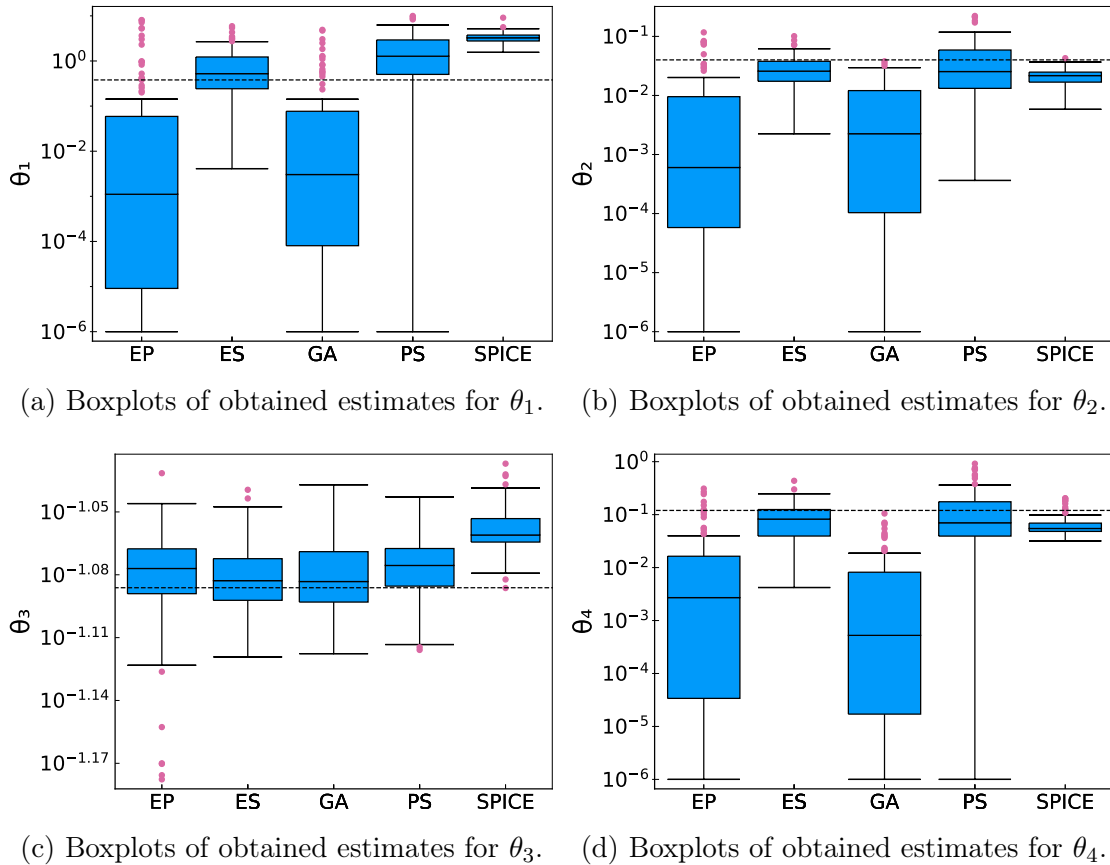 θ₁
10⁰
10⁻²
10⁻⁴
10⁻⁶
EP ES GA PS SPICE
(a) Boxplots of obtained estimates for θ₁.
θ₂
10⁻¹
10⁻²
10⁻³
10⁻⁴
10⁻⁵
10⁻⁶
EP ES GA PS SPICE
(b) Boxplots of obtained estimates for θ₂.
θ₃
10⁻¹·⁰⁵
10⁻¹·⁰⁸
10⁻¹·¹¹
10⁻¹·¹⁴
10⁻¹·¹⁷
EP ES GA PS SPICE
(c) Boxplots of obtained estimates for θ₃.
θ₄
10⁰
10⁻¹
10⁻²
10⁻³
10⁻⁴
10⁻⁵
10⁻⁶
EP ES GA PS SPICE
(d) Boxplots of obtained estimates for θ₄.